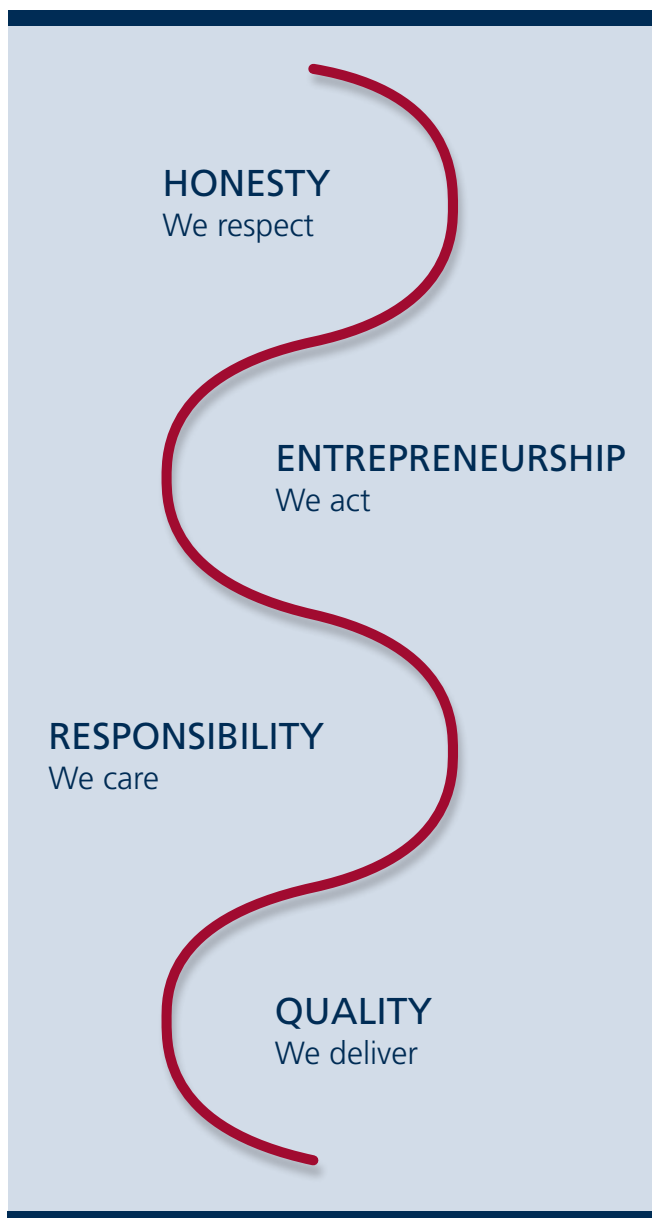 HONESTY
We respect
ENTREPRENEURSHIP
We act
RESPONSIBILITY
We care
QUALITY
We deliver